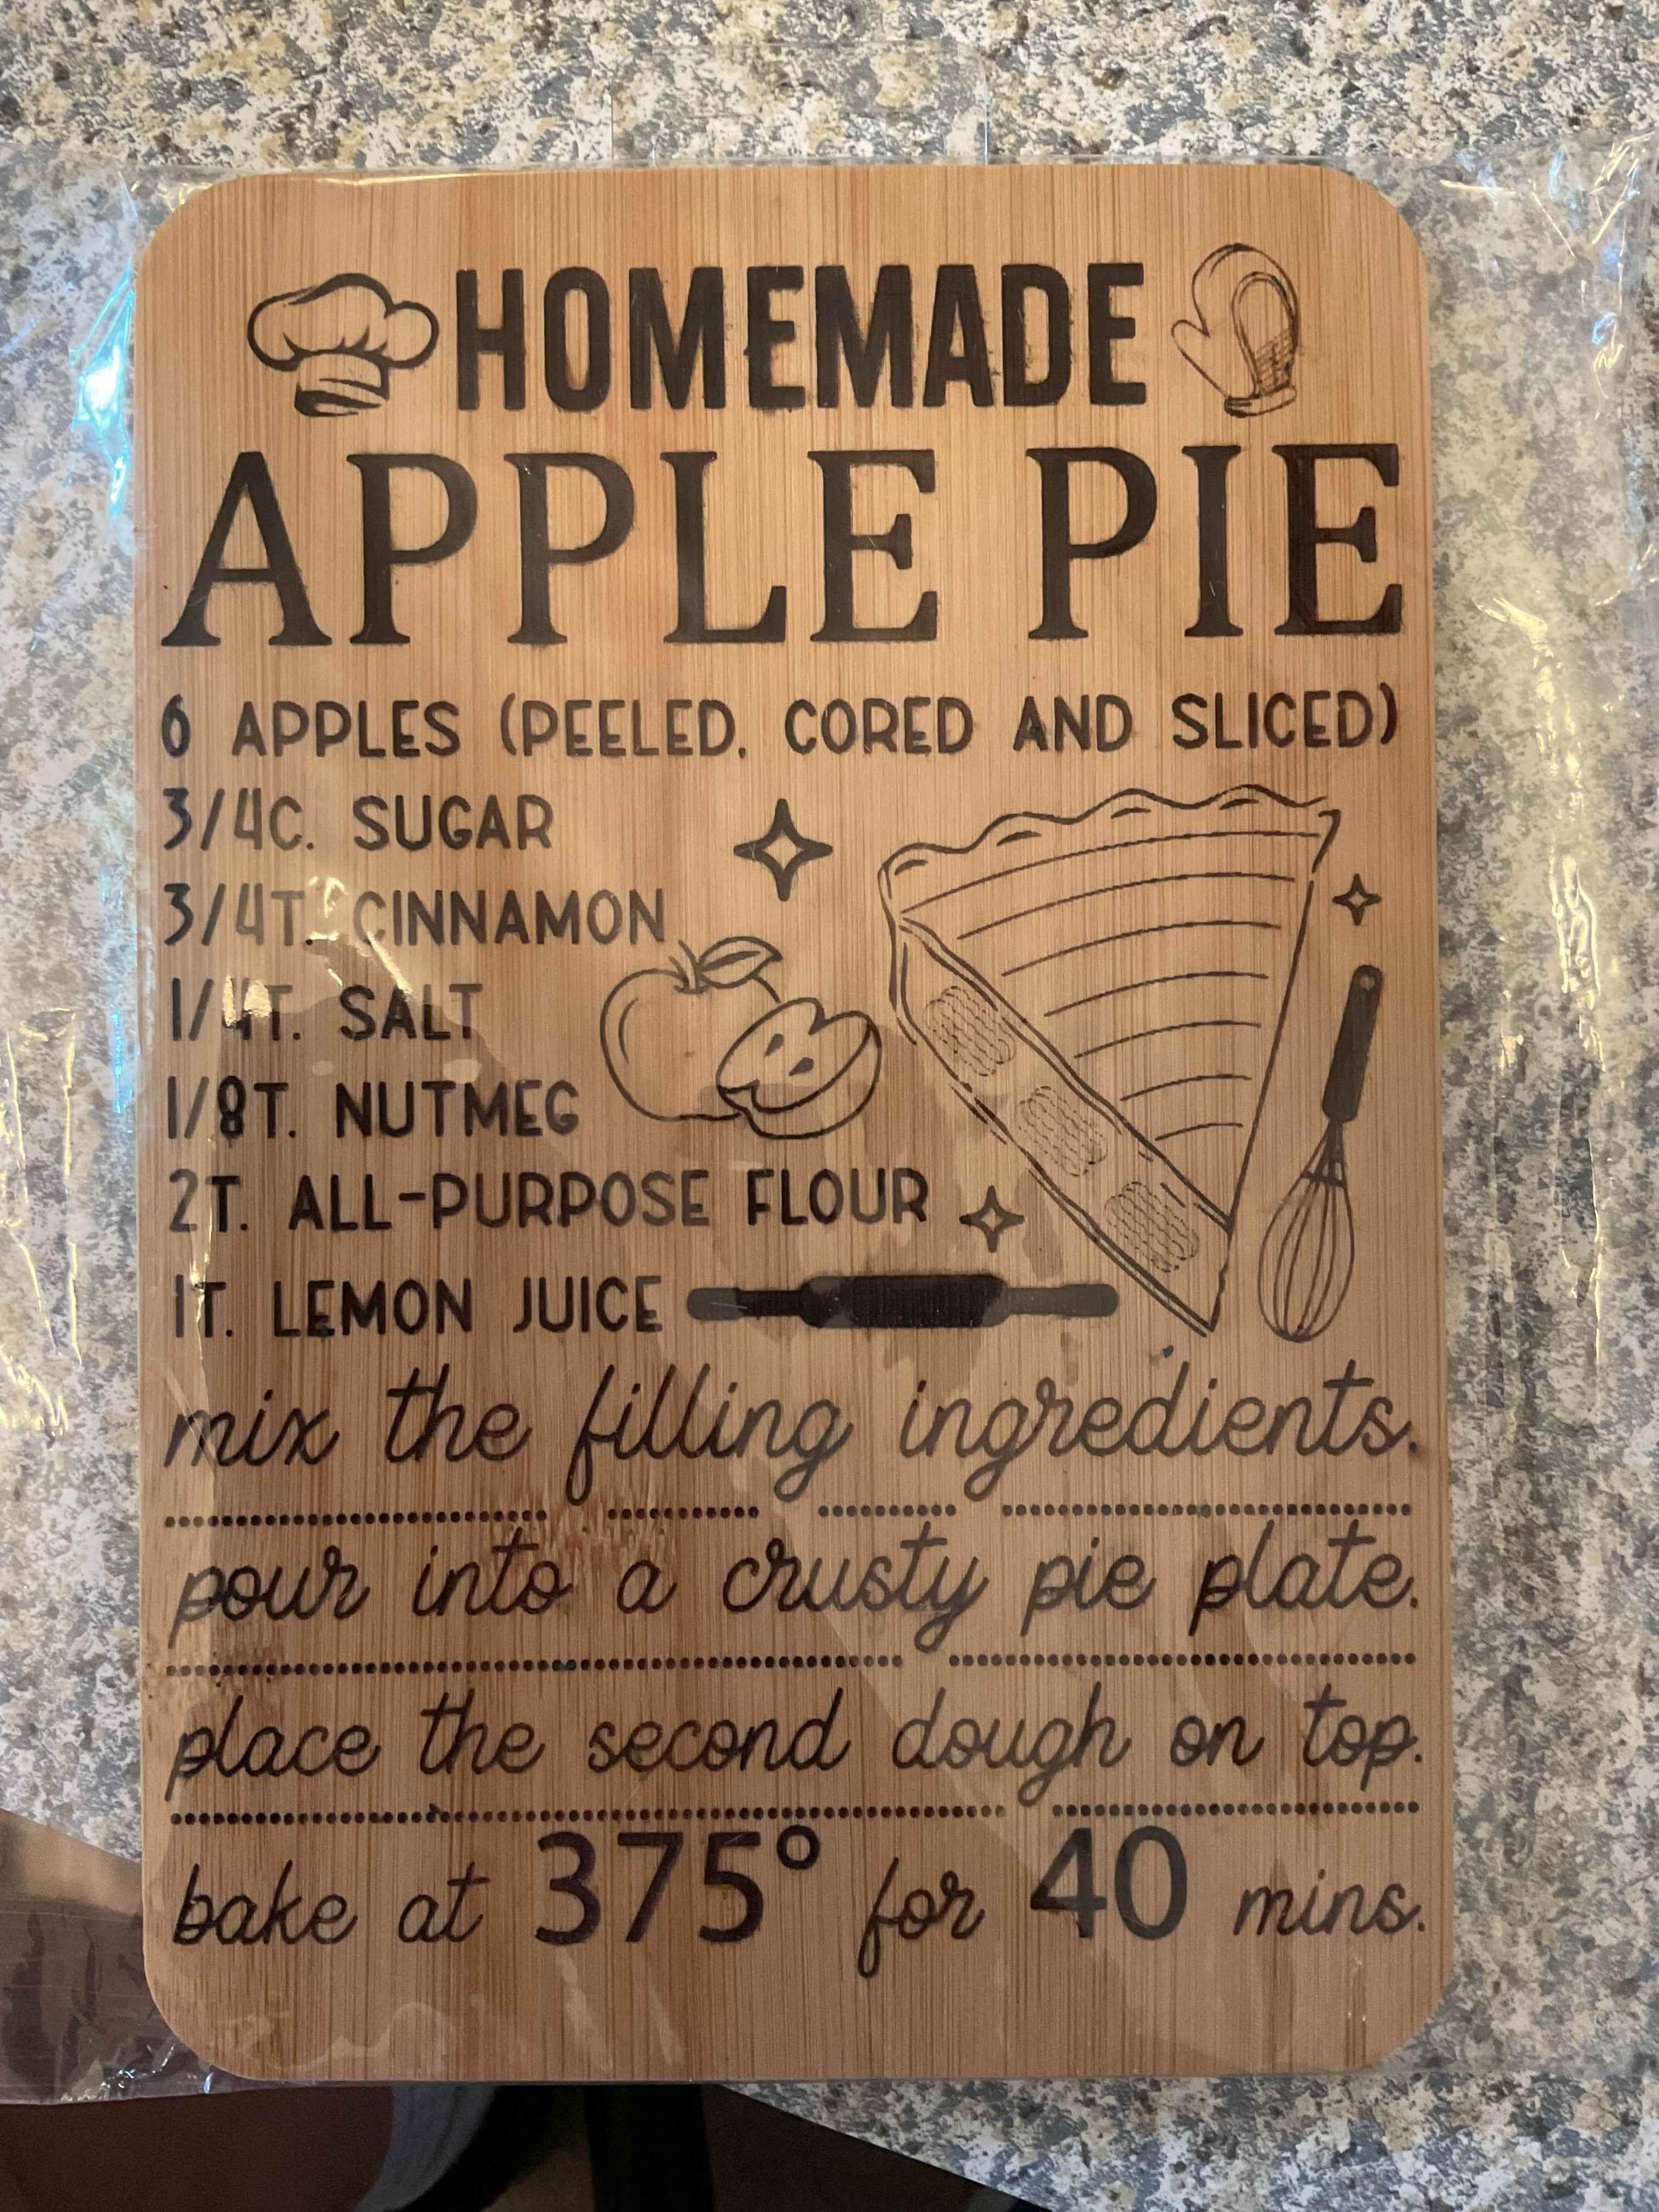 HOMEMADE
APPLE PIE
6 APPLES (PEELED, CORED AND SLICED)
3/4C. SUGAR
3/4T. CINNAMON
1/4T. SALT
1/8T. NUTMEG
2T. ALL-PURPOSE FLOUR
1T. LEMON JUICE
mix the filling ingredients.
pour into a crusty pie plate.
place the second dough on top.
bake at 375° for 40 mins.